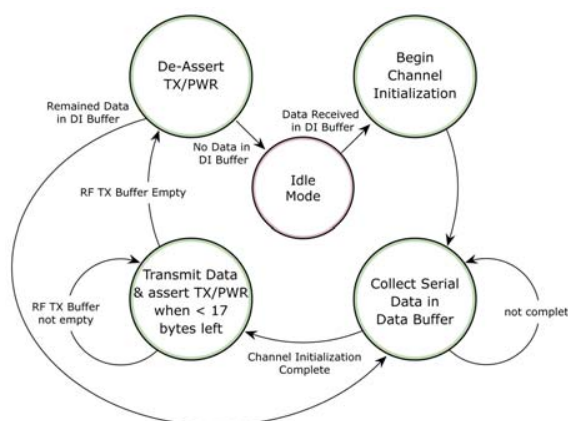 De-Assert
TX/PWR
Begin
Channel
Initialization
Remained Data
in DI Buffer
Data Received
in DI Buffer
No Data in
DI Buffer
Idle
Mode
RF TX Buffer Empty
Transmit Data
& assert TX/PWR
when < 17
bytes left
RF TX Buffer
not empty
Collect Serial
Data in
Data Buffer
not complet
Channel Initialization
Complete